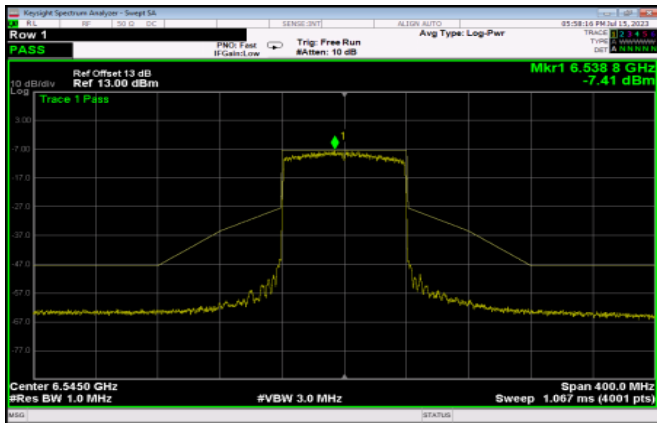 Keysight Spectrum Analyzer - Swept SA
RL RF 50 Ω DC SENSE:INT ALIGN AUTO 05:58:16 PM Jul 15, 2023
Row 1 Avg Type: Log-Pwr TRACE 1 2 3 4 5 6
PASS PNO: Fast Trig: Free Run TYPE
IFGain:Low #Atten: 10 dB DET A N N N N N
Ref Offset 13 dB Mkr1 6.538 8 GHz
10 dB/div Ref 13.00 dBm -7.41 dBm
Log
Trace 1 Pass
3.00
1
-7.00
-17.0
-27.0
-37.0
-47.0
-57.0
-67.0
-77.0
Center 6.5450 GHz Span 400.0 MHz
#Res BW 1.0 MHz #VBW 3.0 MHz Sweep 1.067 ms (4001 pts)
MSG STATUS